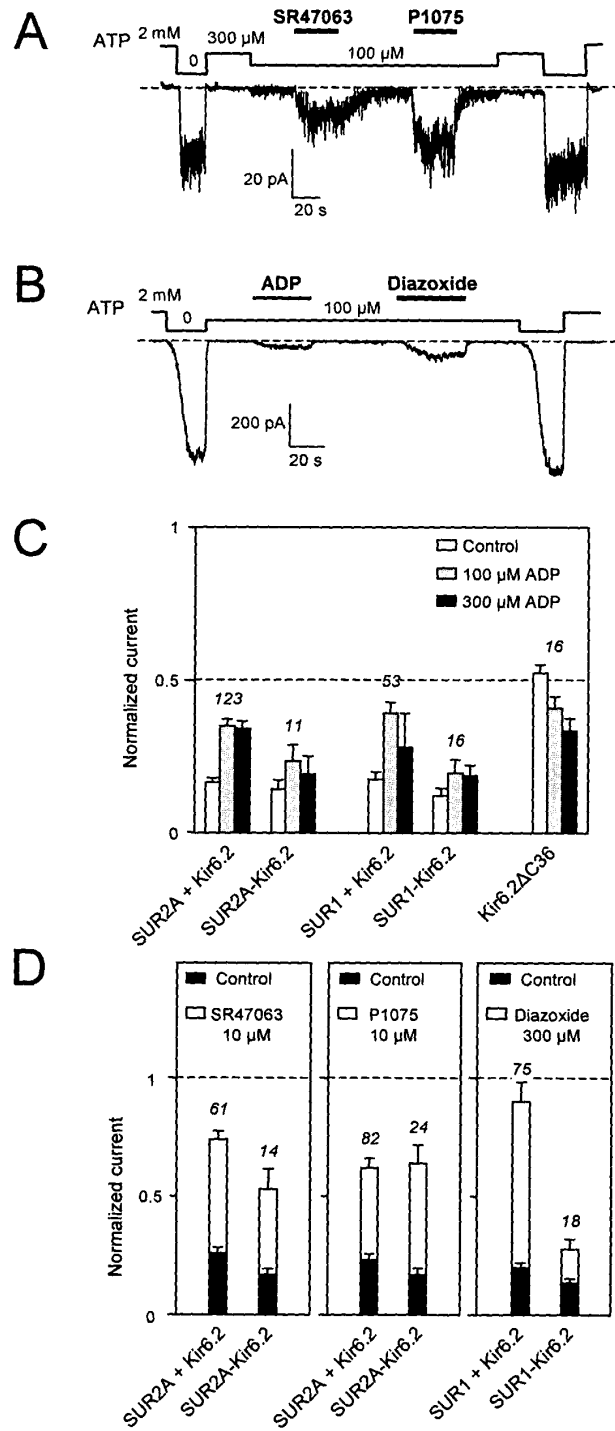 A
SR47063 P1075
ATP 2 mM 0 300 µM 100 µM
20 pA
20 s
B
ADP Diazoxide
ATP 2 mM 0 100 µM
200 pA
20 s
C
1
Control
100 µM ADP
300 µM ADP
16
0.5
53
123
11
16
0
Normalized current
SUR2A + Kir6.2
SUR2A-Kir6.2
SUR1 + Kir6.2
SUR1-Kir6.2
Kir6.2ΔC36
D
Control
SR47063
10 µM
Control
P1075
10 µM
Control
Diazoxide
300 µM
1
75
61
82
24
14
18
0.5
0
Normalized current
SUR2A + Kir6.2
SUR2A-Kir6.2
SUR2A + Kir6.2
SUR2A-Kir6.2
SUR1 + Kir6.2
SUR1-Kir6.2